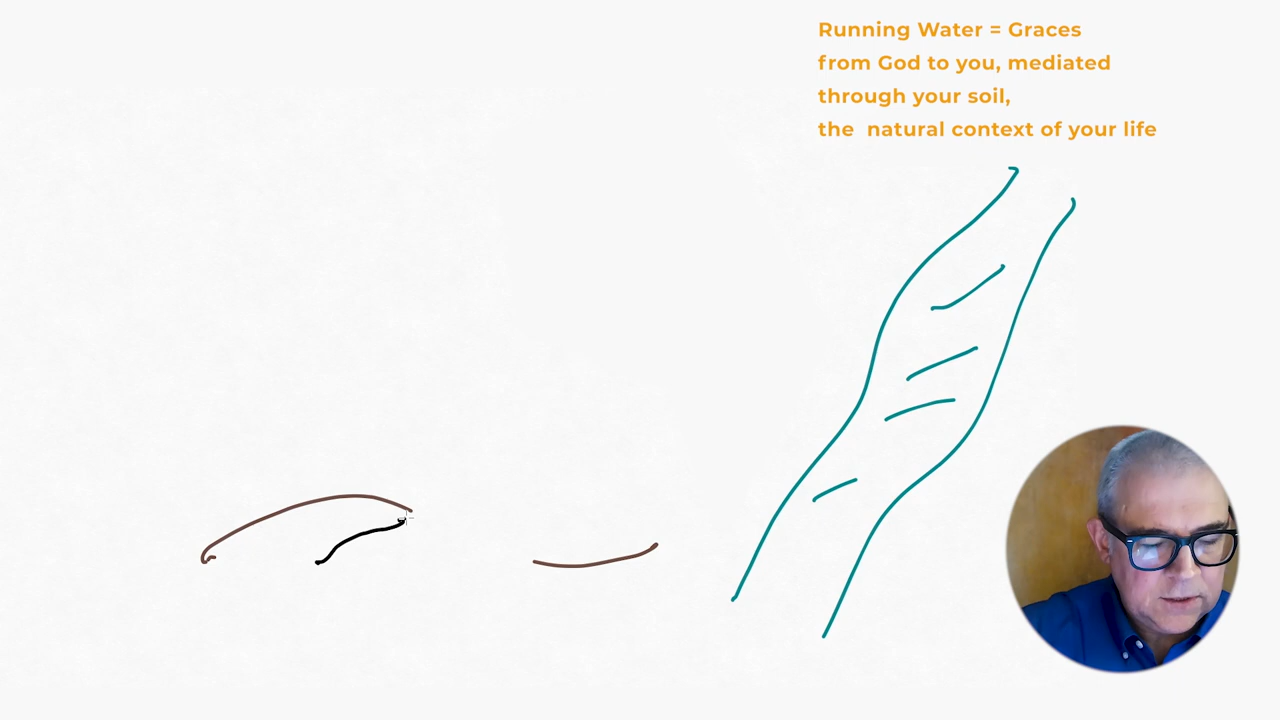 Running Water = Graces
from God to you, mediated
through your soil,
the  natural context of your life